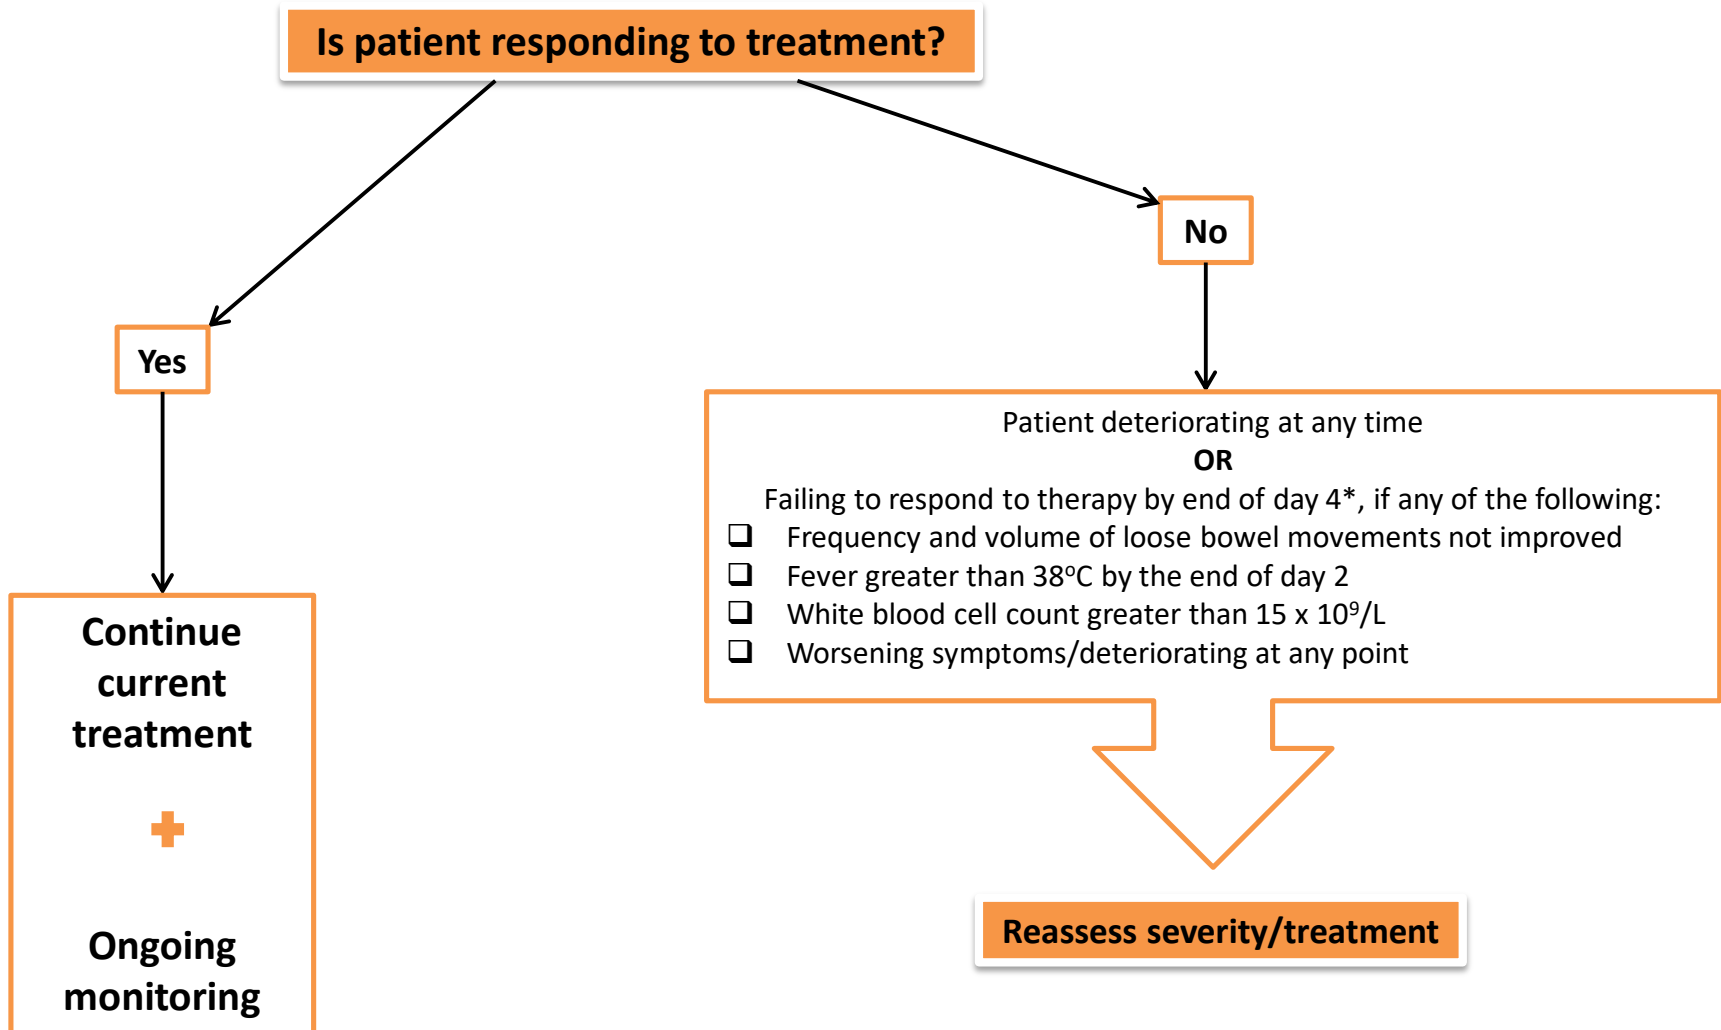 Is patient responding to treatment?
No
Yes
Patient deteriorating at any time
OR
Failing to respond to therapy by end of day 4*, if any of the following:
❑ Frequency and volume of loose bowel movements not improved
❑ Fever greater than 38ºC by the end of day 2
❑ White blood cell count greater than 15 x 10⁹/L
❑ Worsening symptoms/deteriorating at any point
Continue
current
treatment
Ongoing
monitoring
Reassess severity/treatment